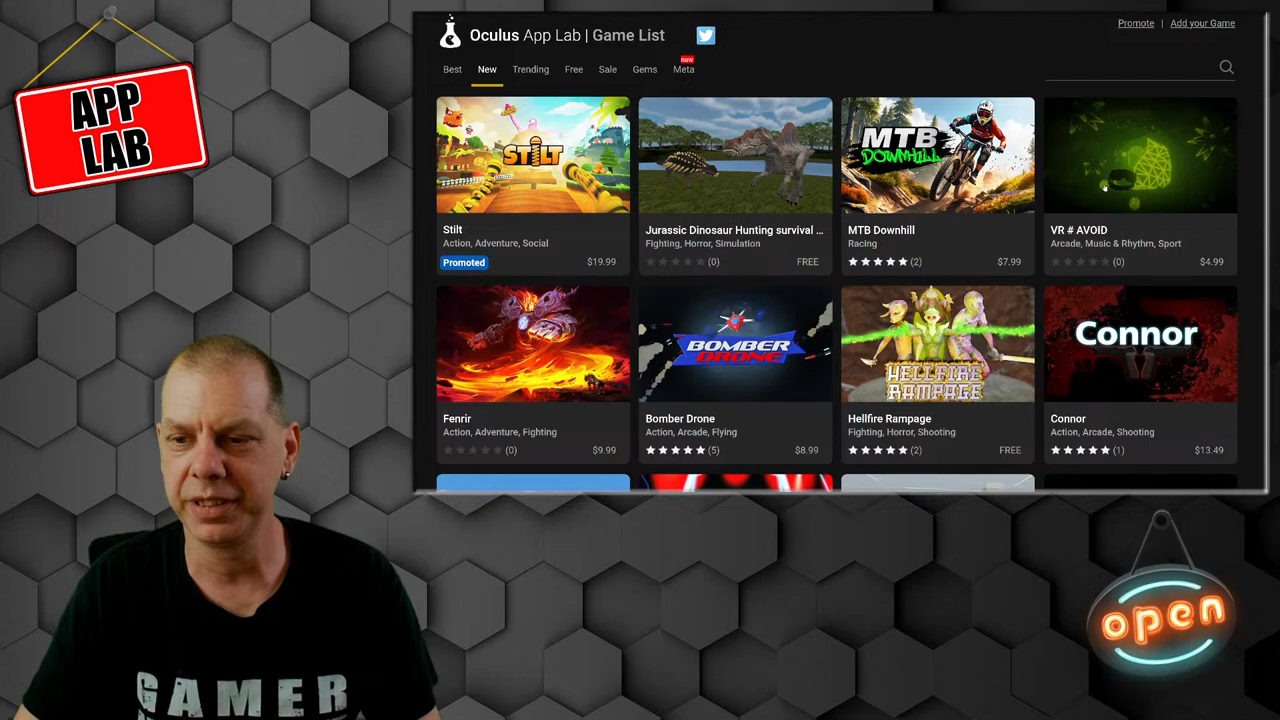 APP
LAB
Oculus App Lab | Game List
Promote | Add your Game
new
Best New Trending Free Sale Gems Meta
STILT
MTB
DOWNHILL
Stilt
Action, Adventure, Social
Promoted $19.99
Jurassic Dinosaur Hunting survival ...
Fighting, Horror, Simulation
(0) FREE
MTB Downhill
Racing
(2) $7.99
VR # AVOID
Arcade, Music & Rhythm, Sport
(0) $4.99
BOMBER
DRONE
HELLFIRE
RAMPAGE
Connor
Fenrir
Action, Adventure, Fighting
(0) $9.99
Bomber Drone
Action, Arcade, Flying
(5) $8.99
Hellfire Rampage
Fighting, Horror, Shooting
(2) FREE
Connor
Action, Arcade, Shooting
(1) $13.49
GAMER
open